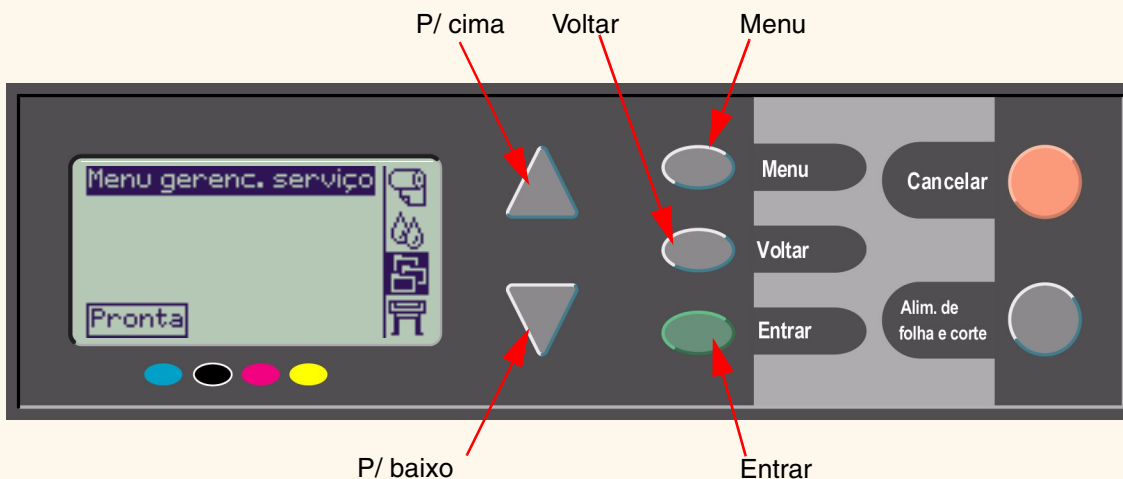 P/ cima
Voltar
Menu
Menu gerenc. serviço
Pronta
Menu
Voltar
Entrar
Cancelar
Alim. de
folha e corte
P/ baixo
Entrar